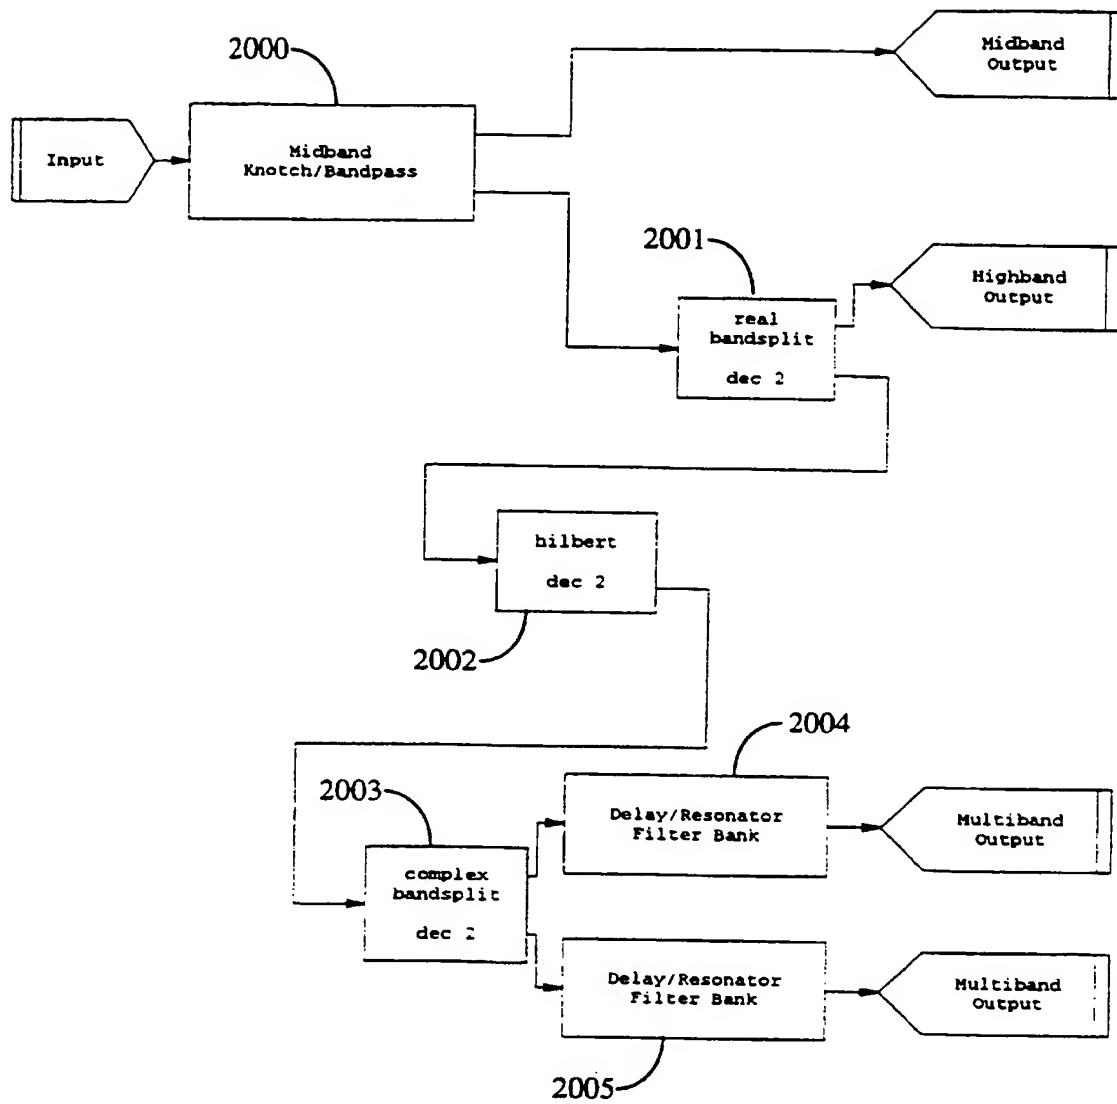 2000
Midband
Output
Input
Midband
Knotch/Bandpass
2001
Highband
Output
real
bandsplit
dec 2
hilbert
dec 2
2002
2004
2003
Delay/Resonator
Filter Bank
Multiband
Output
complex
bandsplit
dec 2
Delay/Resonator
Filter Bank
Multiband
Output
2005